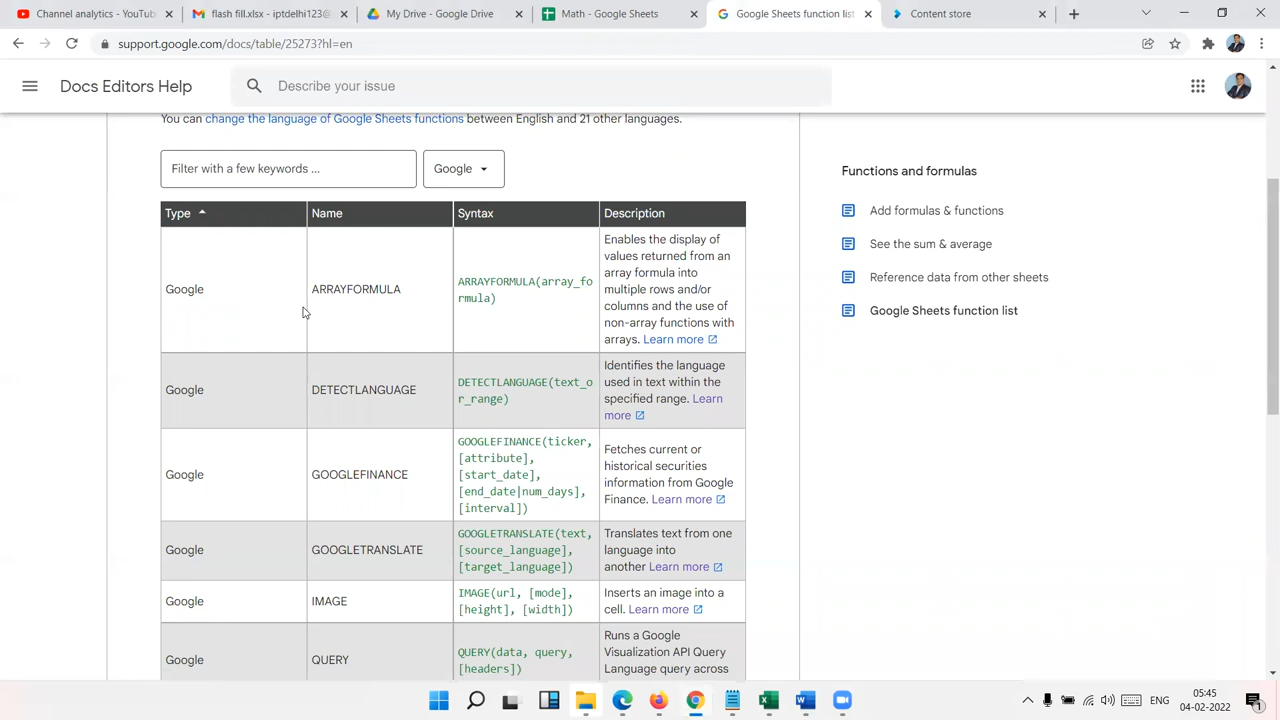 Channel analytics - YouTub
flash fill.xlsx - iptdelhi123@
My Drive - Google Drive
Math - Google Sheets
Google Sheets function list
Content store
support.google.com/docs/table/25273?hl=en
Docs Editors Help
Describe your issue
You can change the language of Google Sheets functions between English and 21 other languages.
Filter with a few keywords ...
Google
Type
Name
Syntax
Description
Google
ARRAYFORMULA
ARRAYFORMULA(array_fo
rmula)
Enables the display of
values returned from an
array formula into
multiple rows and/or
columns and the use of
non-array functions with
arrays. Learn more
Google
DETECTLANGUAGE
DETECTLANGUAGE(text_o
r_range)
Identifies the language
used in text within the
specified range. Learn
more
Google
GOOGLEFINANCE
GOOGLEFINANCE(ticker,
[attribute],
[start_date],
[end_date|num_days],
[interval])
Fetches current or
historical securities
information from Google
Finance. Learn more
Google
GOOGLETRANSLATE
GOOGLETRANSLATE(text,
[source_language],
[target_language])
Translates text from one
language into
another Learn more
Google
IMAGE
IMAGE(url, [mode],
[height], [width])
Inserts an image into a
cell. Learn more
Google
QUERY
QUERY(data, query,
[headers])
Runs a Google
Visualization API Query
Language query across
Functions and formulas
Add formulas & functions
See the sum & average
Reference data from other sheets
Google Sheets function list
ENG
05:45
04-02-2022
1